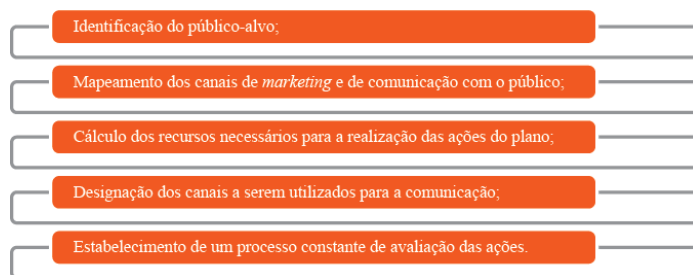 Identificação do público-alvo;
Mapeamento dos canais de marketing e de comunicação com o público;
Cálculo dos recursos necessários para a realização das ações do plano;
Designação dos canais a serem utilizados para a comunicação;
Estabelecimento de um processo constante de avaliação das ações.